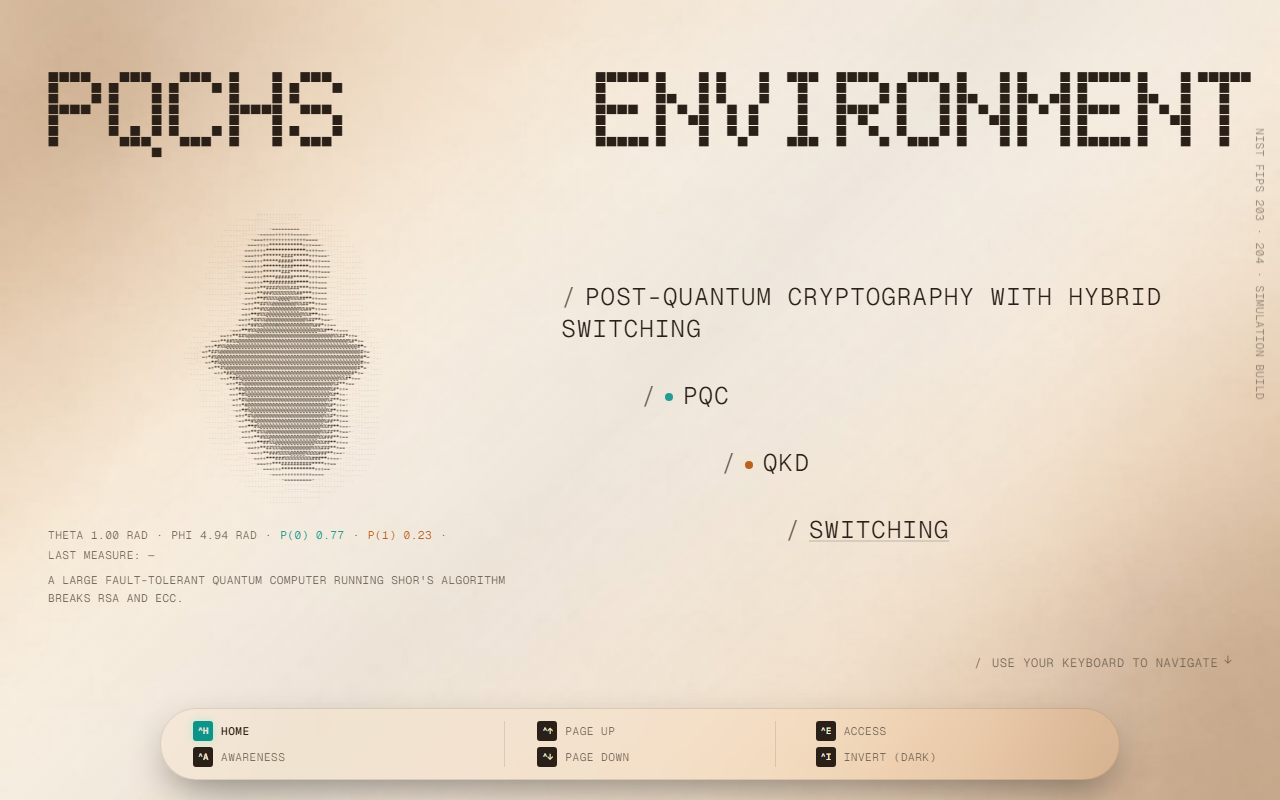 PQCHS ENVIRONMENT
NIST FIPS 203 · 204 · SIMULATION BUILD
/ POST-QUANTUM CRYPTOGRAPHY WITH HYBRID
SWITCHING
/ • PQC
/ • QKD
/ SWITCHING
THETA 1.00 RAD · PHI 4.94 RAD · P(0) 0.77 · P(1) 0.23 ·
LAST MEASURE: —
A LARGE FAULT-TOLERANT QUANTUM COMPUTER RUNNING SHOR'S ALGORITHM
BREAKS RSA AND ECC.
/ USE YOUR KEYBOARD TO NAVIGATE ↓
^H HOME
^A AWARENESS
^↑ PAGE UP
^↓ PAGE DOWN
^E ACCESS
^I INVERT (DARK)